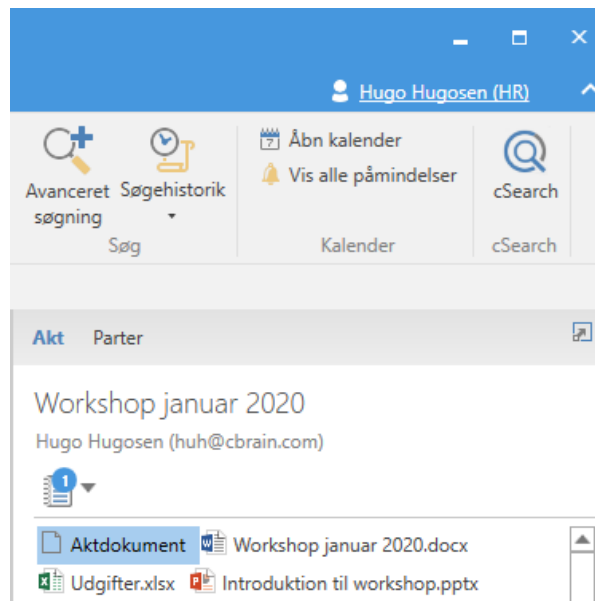 Hugo Hugosen (HR)
Avanceret søgning
Søgehistorik
Søg
7
Åbn kalender
Vis alle påmindelser
Kalender
cSearch
cSearch
Akt Parter
Workshop januar 2020
Hugo Hugosen (huh@cbrain.com)
1
Aktdokument Workshop januar 2020.docx
Udgifter.xlsx Introduktion til workshop.pptx